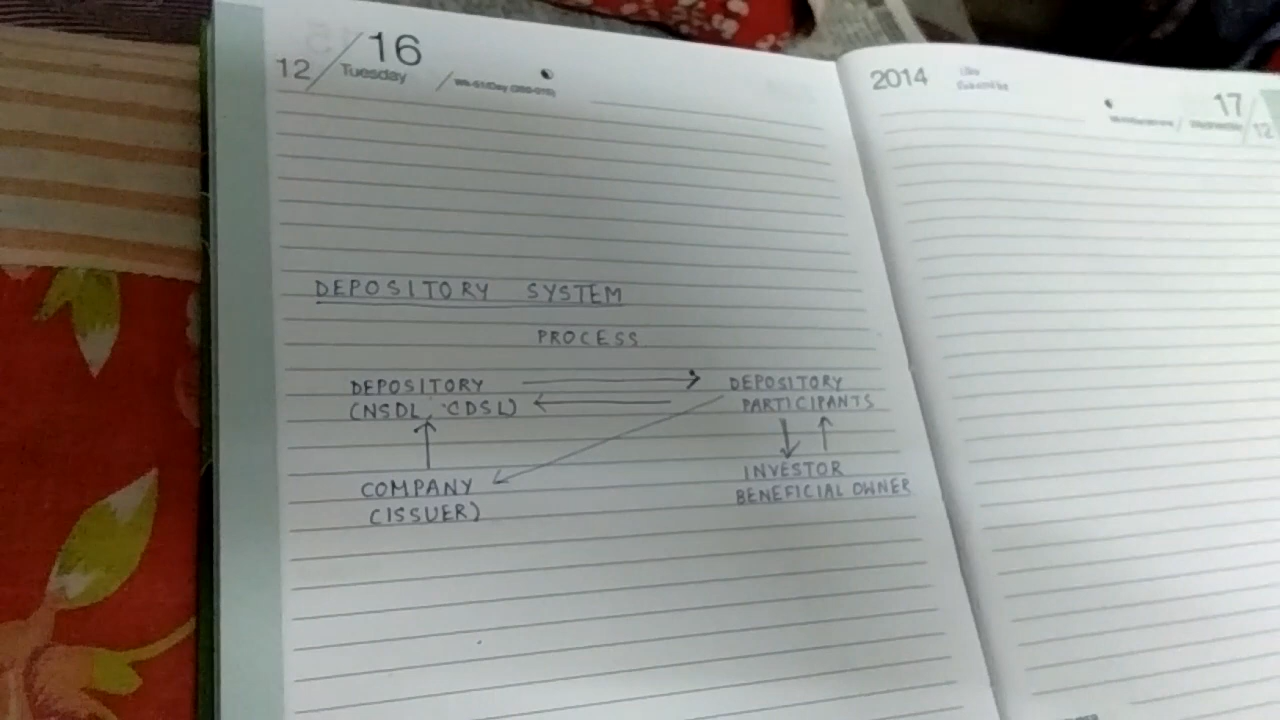 12/16
Tuesday
2014
17
12
DEPOSITORY SYSTEM
PROCESS
DEPOSITORY
(NSDL, CDSL)
DEPOSITORY
PARTICIPANTS
COMPANY
(ISSUER)
INVESTOR
BENEFICIAL OWNER